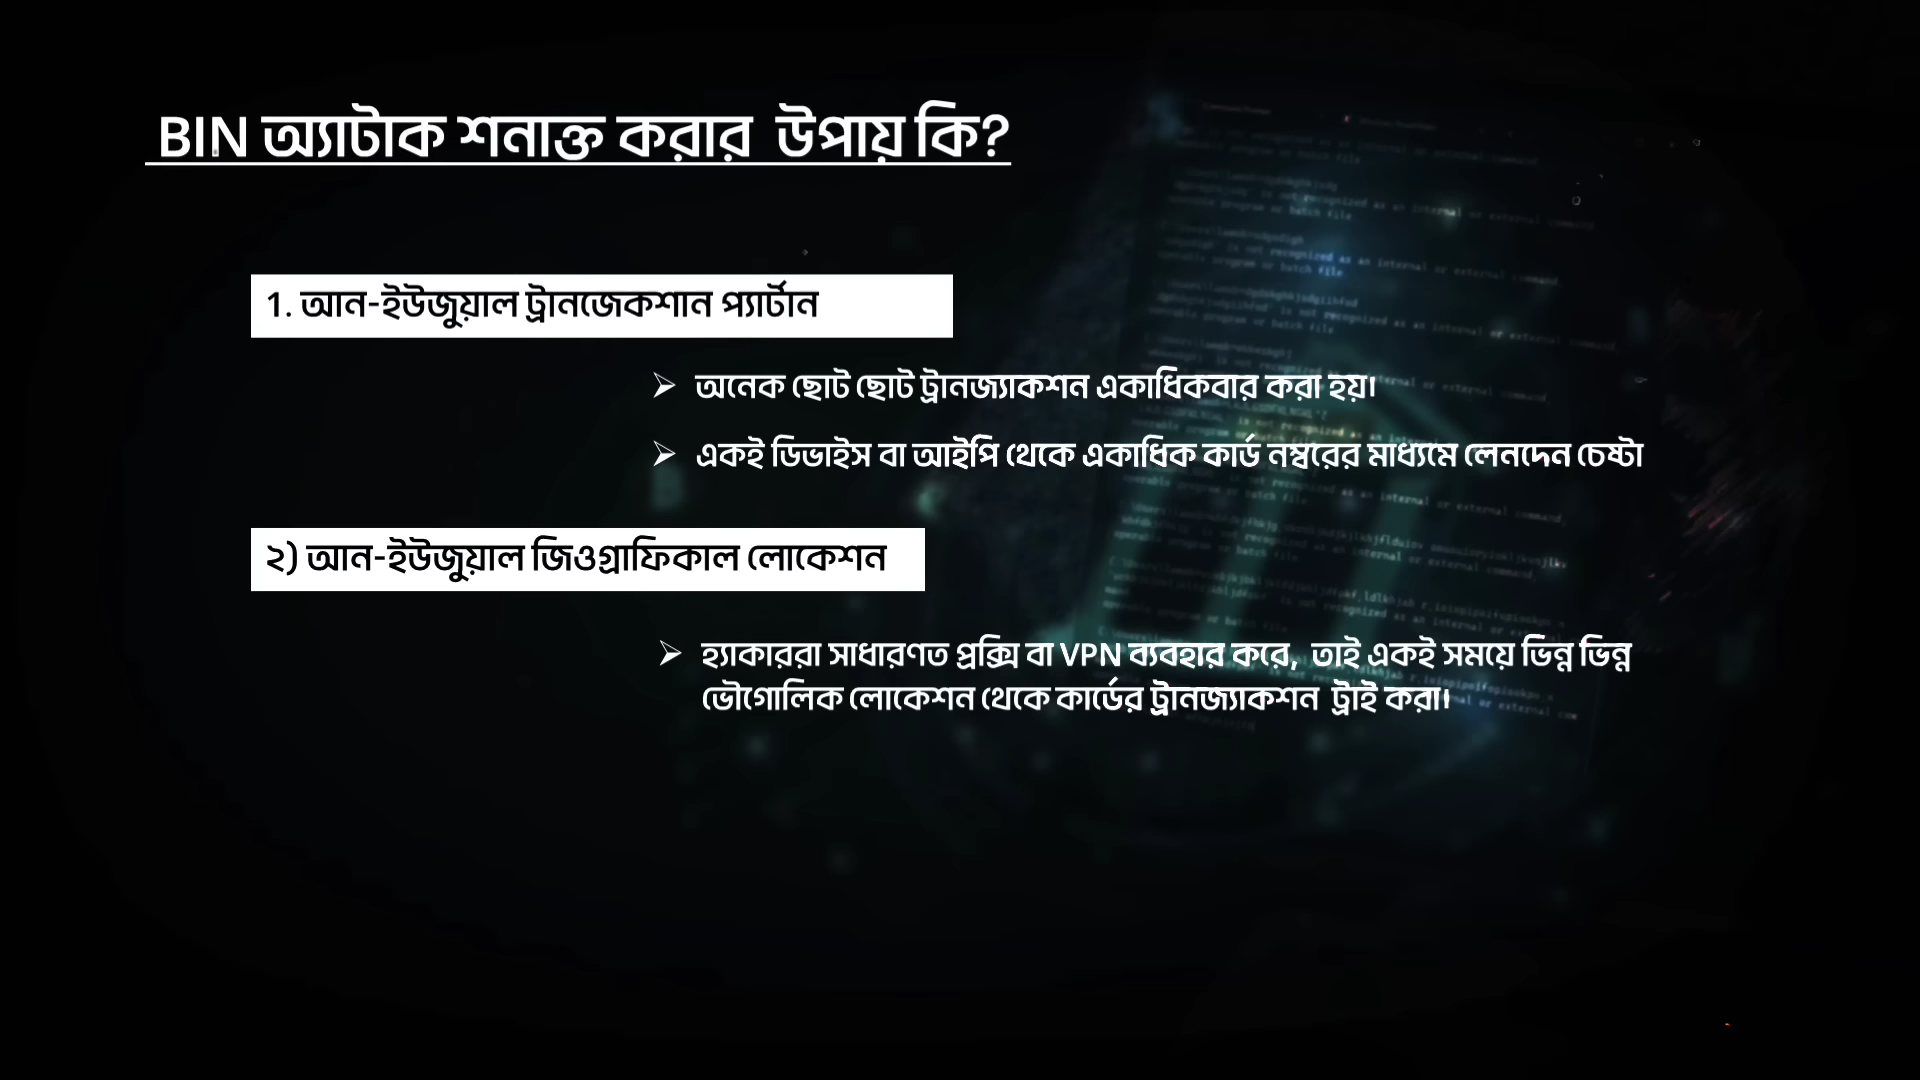 BIN অ্যাটাক শনাক্ত করার উপায় কি?
1. আন-ইউজুয়াল ট্রানজেকশান প্যার্টান
➢ অনেক ছোট ছোট ট্রানজ্যাকশন একাধিকবার করা হয়।
➢ একই ডিভাইস বা আইপি থেকে একাধিক কার্ড নম্বরের মাধ্যমে লেনদেন চেষ্টা
২) আন-ইউজুয়াল জিওগ্রাফিকাল লোকেশন
➢ হ্যাকাররা সাধারণত প্রক্সি বা VPN ব্যবহার করে, তাই একই সময়ে ভিন্ন ভিন্ন
ভৌগোলিক লোকেশন থেকে কার্ডের ট্রানজ্যাকশন ট্রাই করা।